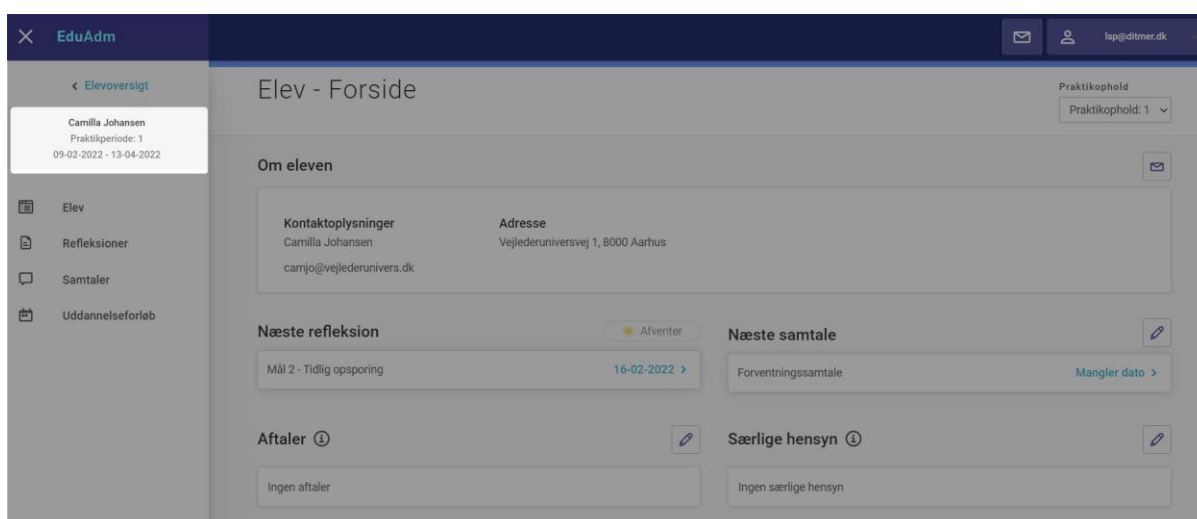 EduAdm
lsp@ditmer.dk
Elevoversigt
Camilla Johansen
Praktikperiode: 1
09-02-2022 - 13-04-2022
Elev
Refleksioner
Samtaler
Uddannelseforløb
Elev - Forside
Praktikophold
Praktikophold: 1
Om eleven
Kontaktoplysninger
Camilla Johansen
camjo@vejlederunivers.dk
Adresse
Vejlederuniversvej 1, 8000 Aarhus
Næste refleksion
Afventer
Mål 2 - Tidlig opsporing
16-02-2022
Næste samtale
Forventningssamtale
Mangler dato
Aftaler
Ingen aftaler
Særlige hensyn
Ingen særlige hensyn